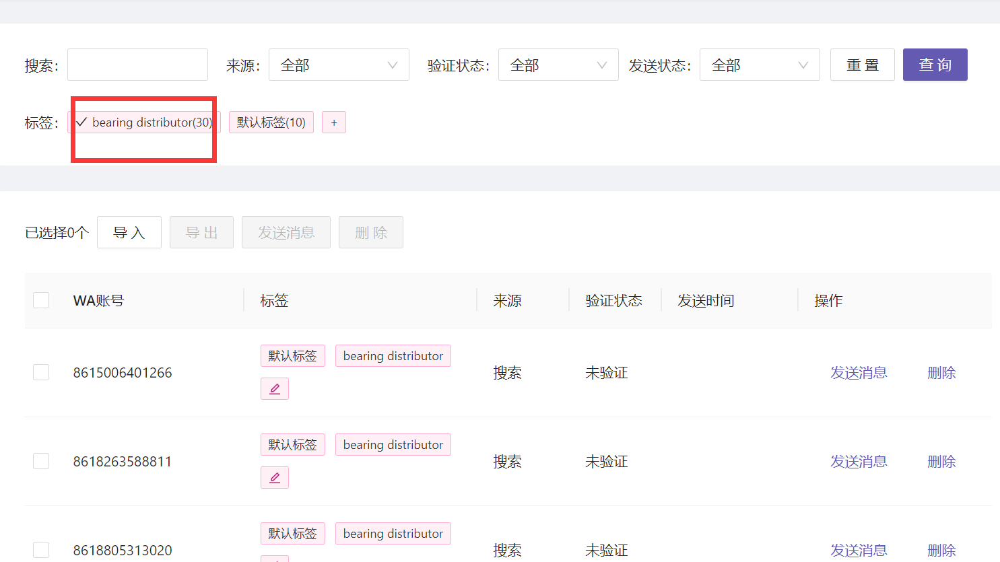 搜索： 来源： 全部 验证状态： 全部 发送状态： 全部 重 置 查 询
标签： bearing distributor(30) 默认标签(10) +
已选择0个 导 入 导 出 发送消息 删 除
WA账号 标签 来源 验证状态 发送时间 操作
默认标签 bearing distributor
8615006401266 搜索 未验证 发送消息 删除
默认标签 bearing distributor
8618263588811 搜索 未验证 发送消息 删除
默认标签 bearing distributor
8618805313020 搜索 未验证 发送消息 删除